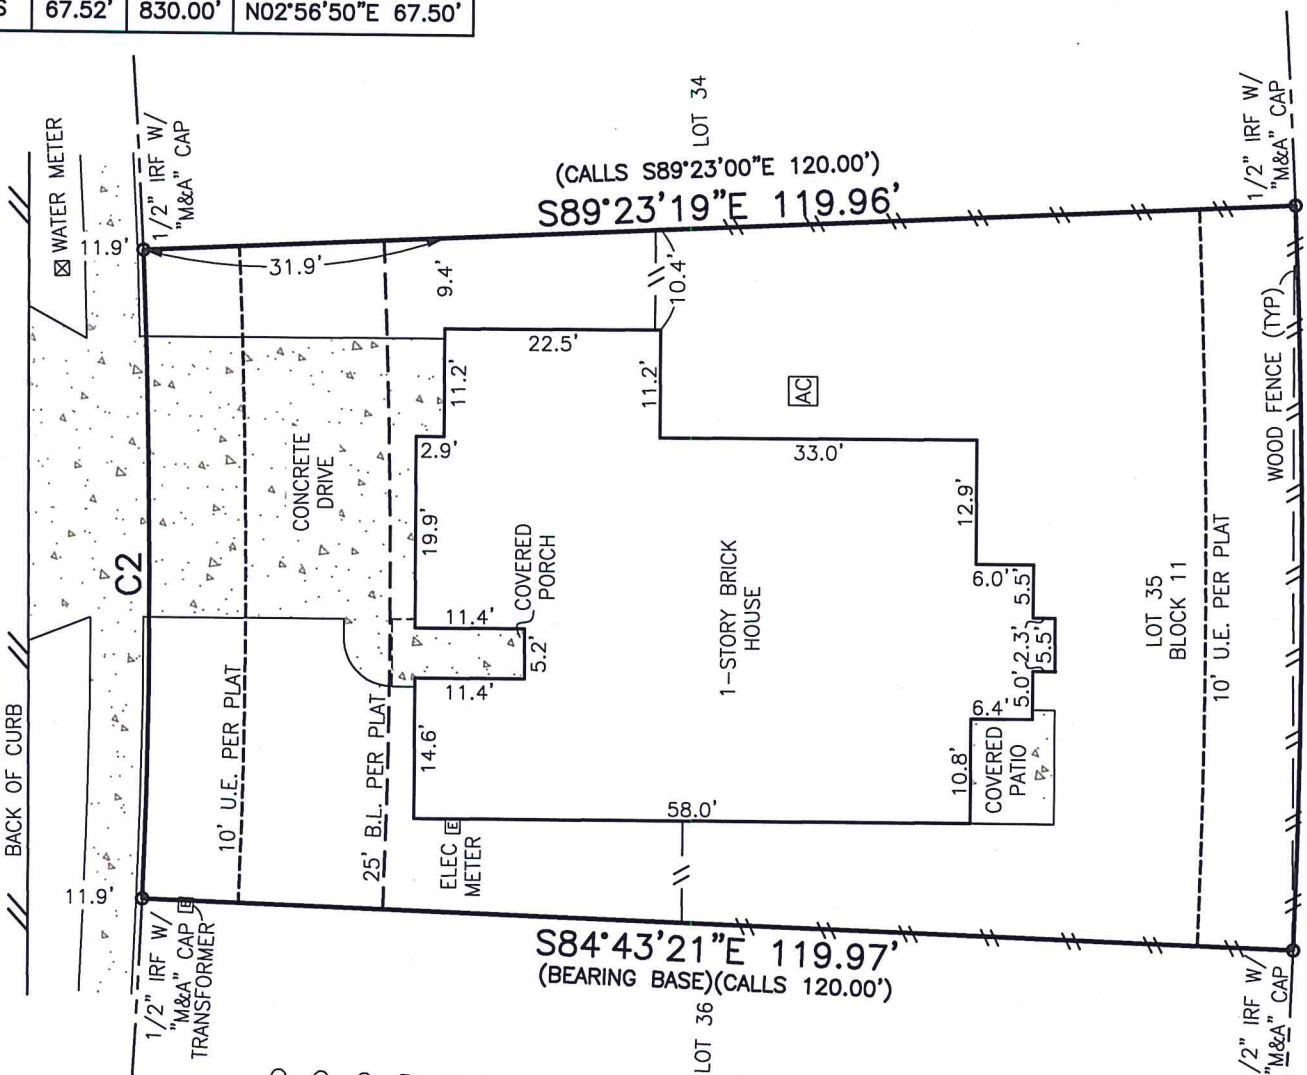 S 67.52' 830.00' N02°56'50"E 67.50'
BACK OF CURB
WATER METER
11.9'
1/2" IRF W/
"M&A" CAP
LOT 34
(CALLS S89°23'00"E 120.00')
S89°23'19"E 119.96'
1/2" IRF W/
"M&A" CAP
31.9'
9.4'
10.4'
22.5'
11.2'
11.2'
AC
2.9'
33.0'
CONCRETE
DRIVE
19.9'
12.9'
WOOD FENCE (TYP)
C2
COVERED
PORCH
11.4'
5.2'
11.4'
1-STORY BRICK
HOUSE
6.0'
5.5'
2.3'
5.5'
5.0'
6.4'
LOT 35
BLOCK 11
10' U.E. PER PLAT
10' U.E. PER PLAT
25' B.L. PER PLAT
14.6'
10.8'
COVERED
PATIO
58.0'
E
ELEC
METER
11.9'
E
1/2" IRF W/
"M&A" CAP
TRANSFORMER
S84°43'21"E 119.97'
(BEARING BASE)(CALLS 120.00')
LOT 36
/2" IRF W/
"M&A" CAP